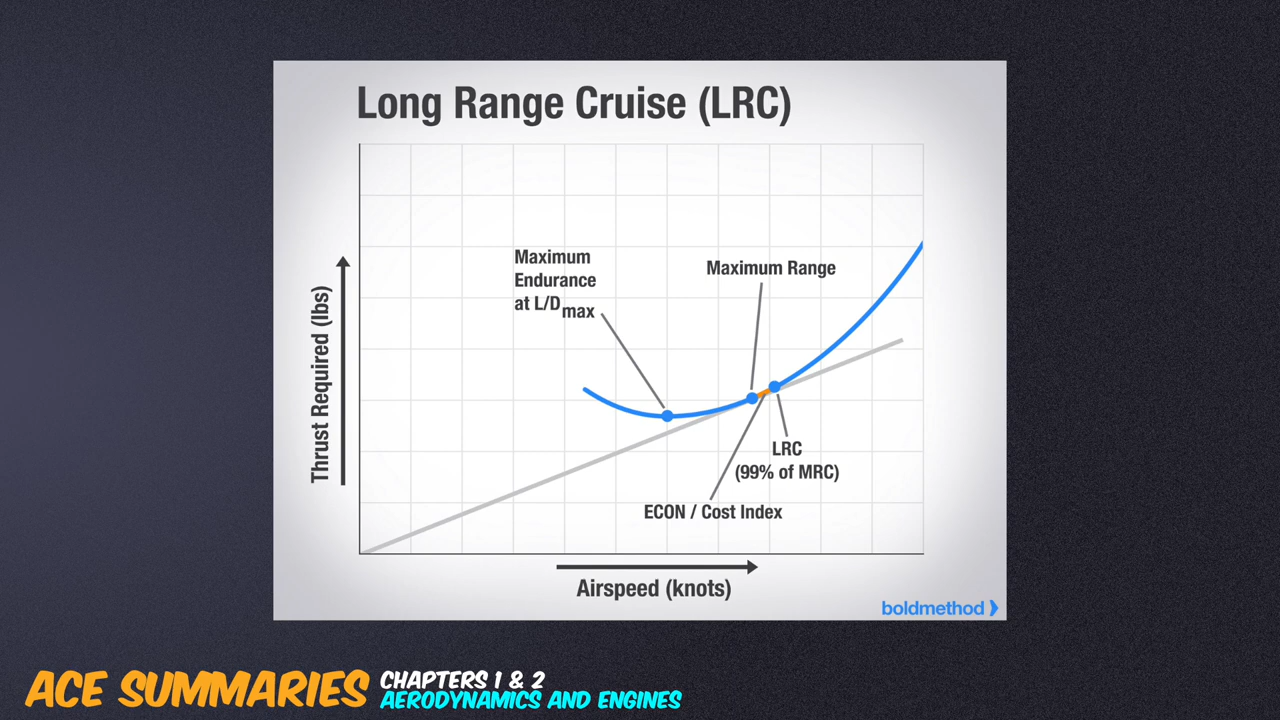 Long Range Cruise (LRC)
Maximum
Endurance
at L/Dmax
Maximum Range
Thrust Required (lbs)
LRC
(99% of MRC)
ECON / Cost Index
Airspeed (knots)
boldmethod
ACE SUMMARIES
CHAPTERS 1 & 2
AERODYNAMICS AND ENGINES